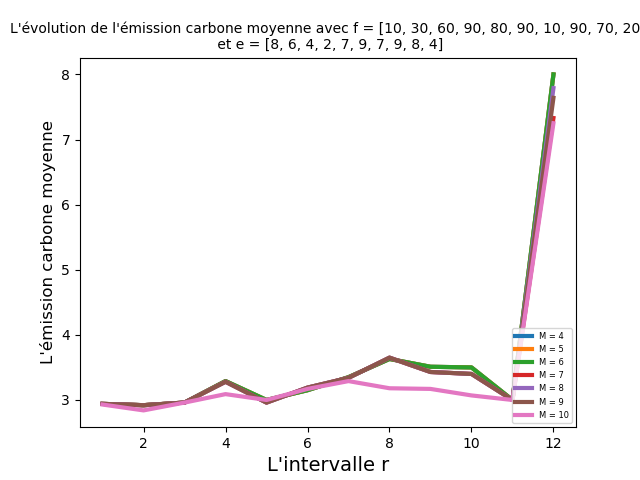 L'évolution de l'émission carbone moyenne avec f = [10, 30, 60, 90, 80, 90, 10, 90, 70, 20
et e = [8, 6, 4, 2, 7, 9, 7, 9, 8, 4]
L'émission carbone moyenne
8
7
6
5
4
3
M = 4
M = 5
M = 6
M = 7
M = 8
M = 9
M = 10
2 4 6 8 10 12
L'intervalle r